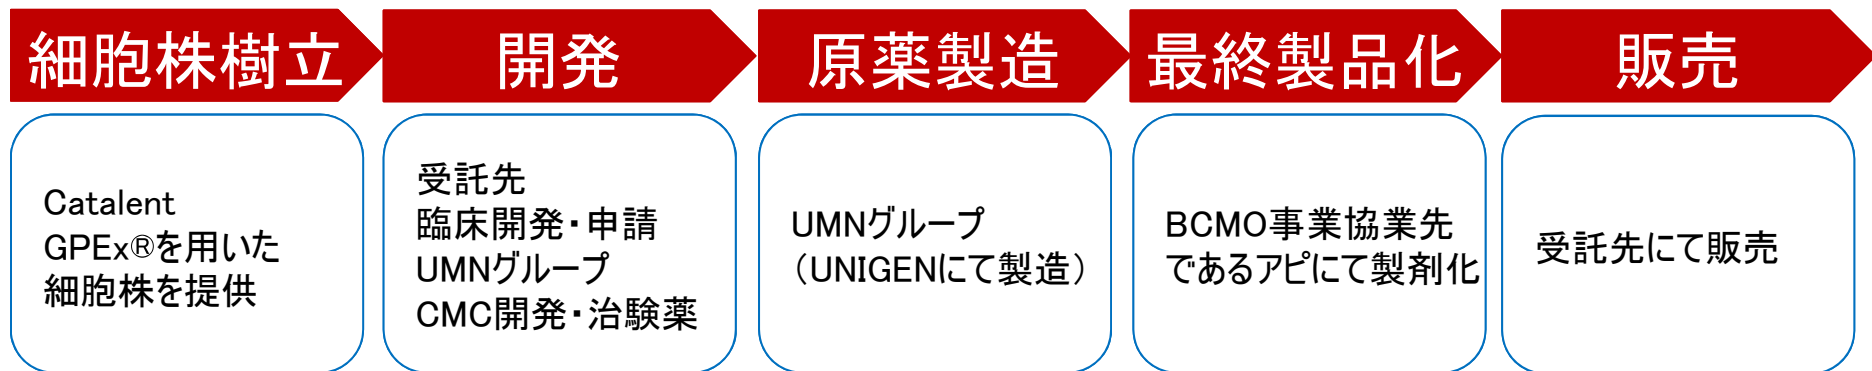 細胞株樹立
開発
原薬製造
最終製品化
販売
Catalent
GPEx®を用いた
細胞株を提供
受託先
臨床開発・申請
UMNグループ
CMC開発・治験薬
UMNグループ
（UNIGENにて製造）
BCMO事業協業先
であるアピにて製剤化
受託先にて販売